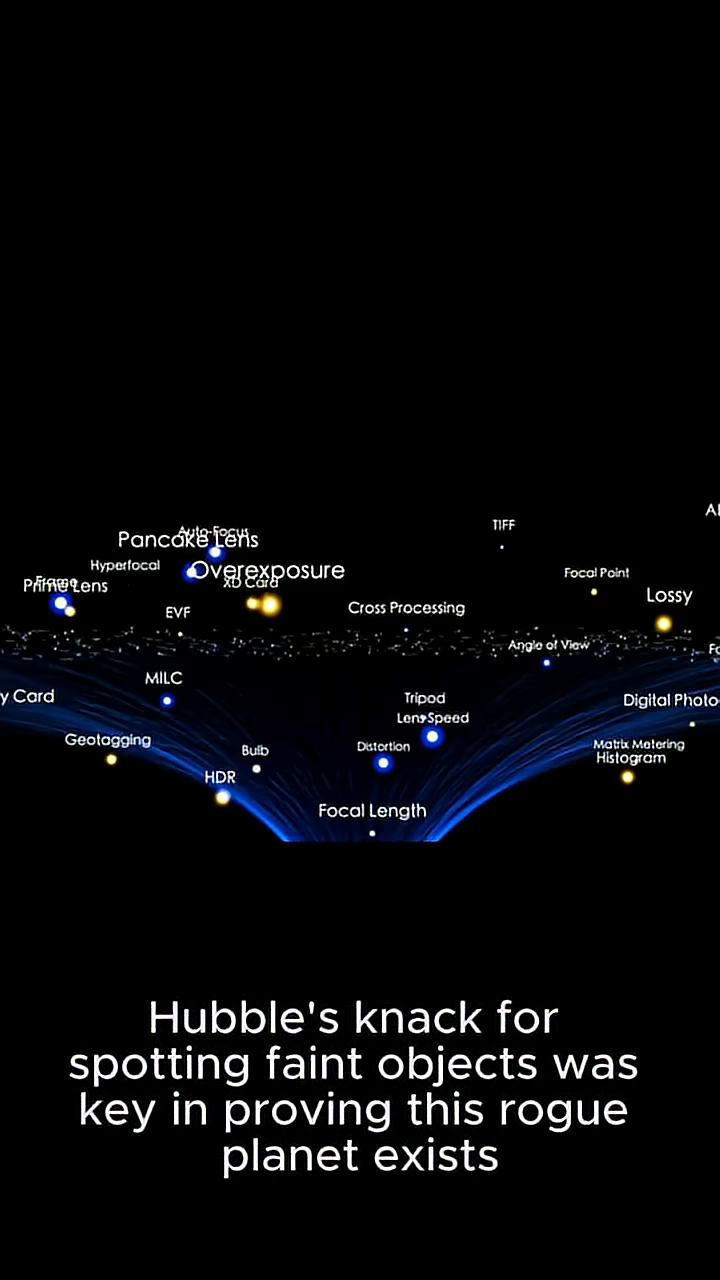 TIFF
Auto-Focus
Pancake Lens
Hyperfocal
Overexposure
XD Card
Focal Point
Frame
Prime Lens
Lossy
EVF
Cross Processing
Angle of View
MILC
y Card
Tripod
Lens Speed
Digital Photo
Geotagging
Bulb
Distortion
Matrix Metering
Histogram
HDR
Focal Length
Hubble's knack for
spotting faint objects was
key in proving this rogue
planet exists